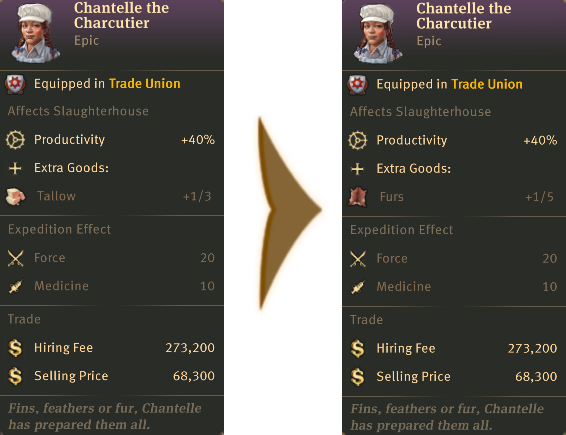 Chantelle the
Charcutier
Epic
Equipped in Trade Union
Affects Slaughterhouse
Productivity +40%
Extra Goods:
Tallow +1/3
Expedition Effect
Force 20
Medicine 10
Trade
Hiring Fee 273,200
Selling Price 68,300
Fins, feathers or fur, Chantelle
has prepared them all.
Chantelle the
Charcutier
Epic
Equipped in Trade Union
Affects Slaughterhouse
Productivity +40%
Extra Goods:
Furs +1/5
Expedition Effect
Force 20
Medicine 10
Trade
Hiring Fee 273,200
Selling Price 68,300
Fins, feathers or fur, Chantelle
has prepared them all.